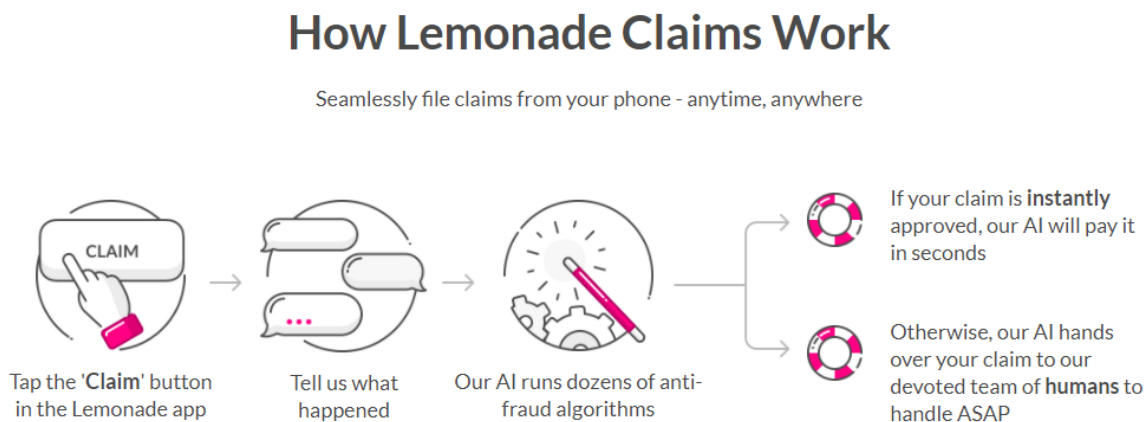 How Lemonade Claims Work
Seamlessly file claims from your phone - anytime, anywhere
CLAIM
Tap the 'Claim' button
in the Lemonade app
Tell us what
happened
Our AI runs dozens of anti-
fraud algorithms
If your claim is instantly
approved, our AI will pay it
in seconds
Otherwise, our AI hands
over your claim to our
devoted team of humans to
handle ASAP